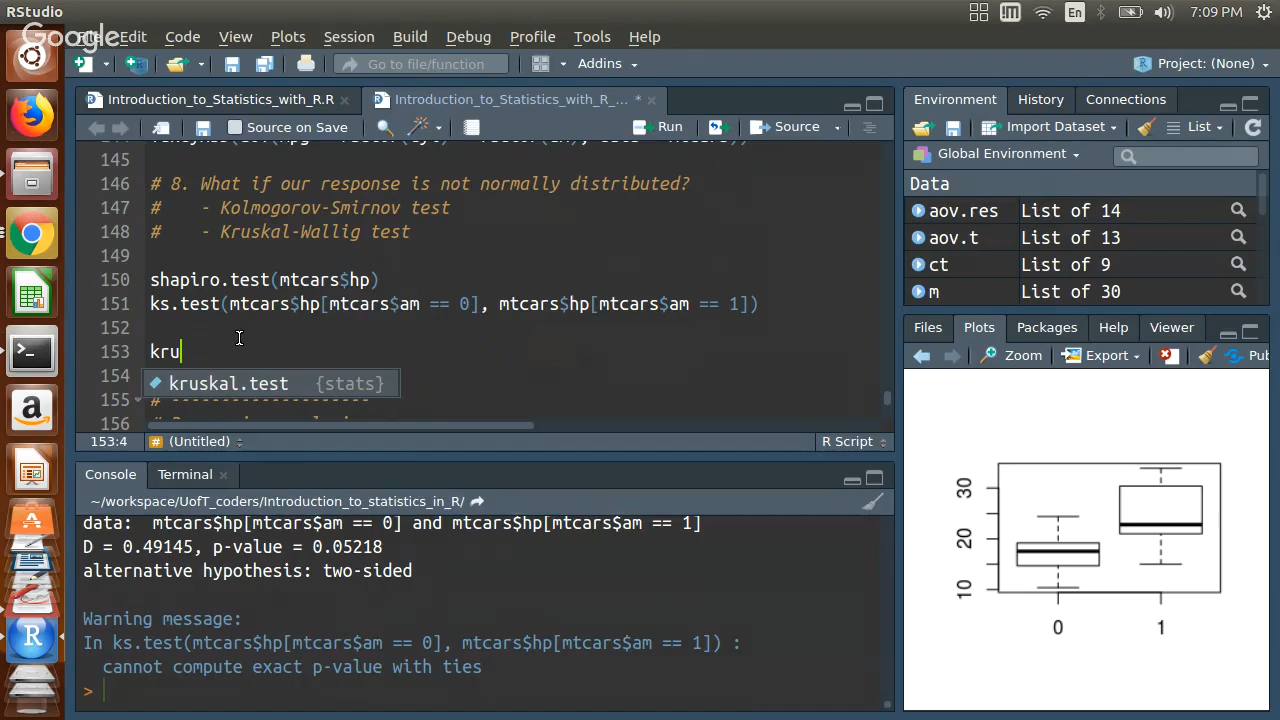 RStudio
En
7:09 PM
Google
Edit Code View Plots Session Build Debug Profile Tools Help
Go to file/function
Addins
Project: (None)
Introduction_to_Statistics_with_R.R
Introduction_to_Statistics_with_R_... *
Source on Save
Run
Source
145
146 # 8. What if our response is not normally distributed?
147 #    - Kolmogorov-Smirnov test
148 #    - Kruskal-Wallig test
149
150 shapiro.test(mtcars$hp)
151 ks.test(mtcars$hp[mtcars$am == 0], mtcars$hp[mtcars$am == 1])
152
153 kru
kruskal.test {stats}
154
155 # --------------------
156
153:4
(Untitled)
R Script
Console Terminal
~/workspace/UofT_coders/Introduction_to_statistics_in_R/
data:  mtcars$hp[mtcars$am == 0] and mtcars$hp[mtcars$am == 1]
D = 0.49145, p-value = 0.05218
alternative hypothesis: two-sided
Warning message:
In ks.test(mtcars$hp[mtcars$am == 0], mtcars$hp[mtcars$am == 1]) :
cannot compute exact p-value with ties
>
Environment History Connections
Import Dataset
List
Global Environment
Data
aov.res List of 14
aov.t List of 13
ct List of 9
m List of 30
Files Plots Packages Help Viewer
Zoom
Export
Pub
30
20
10
0 1